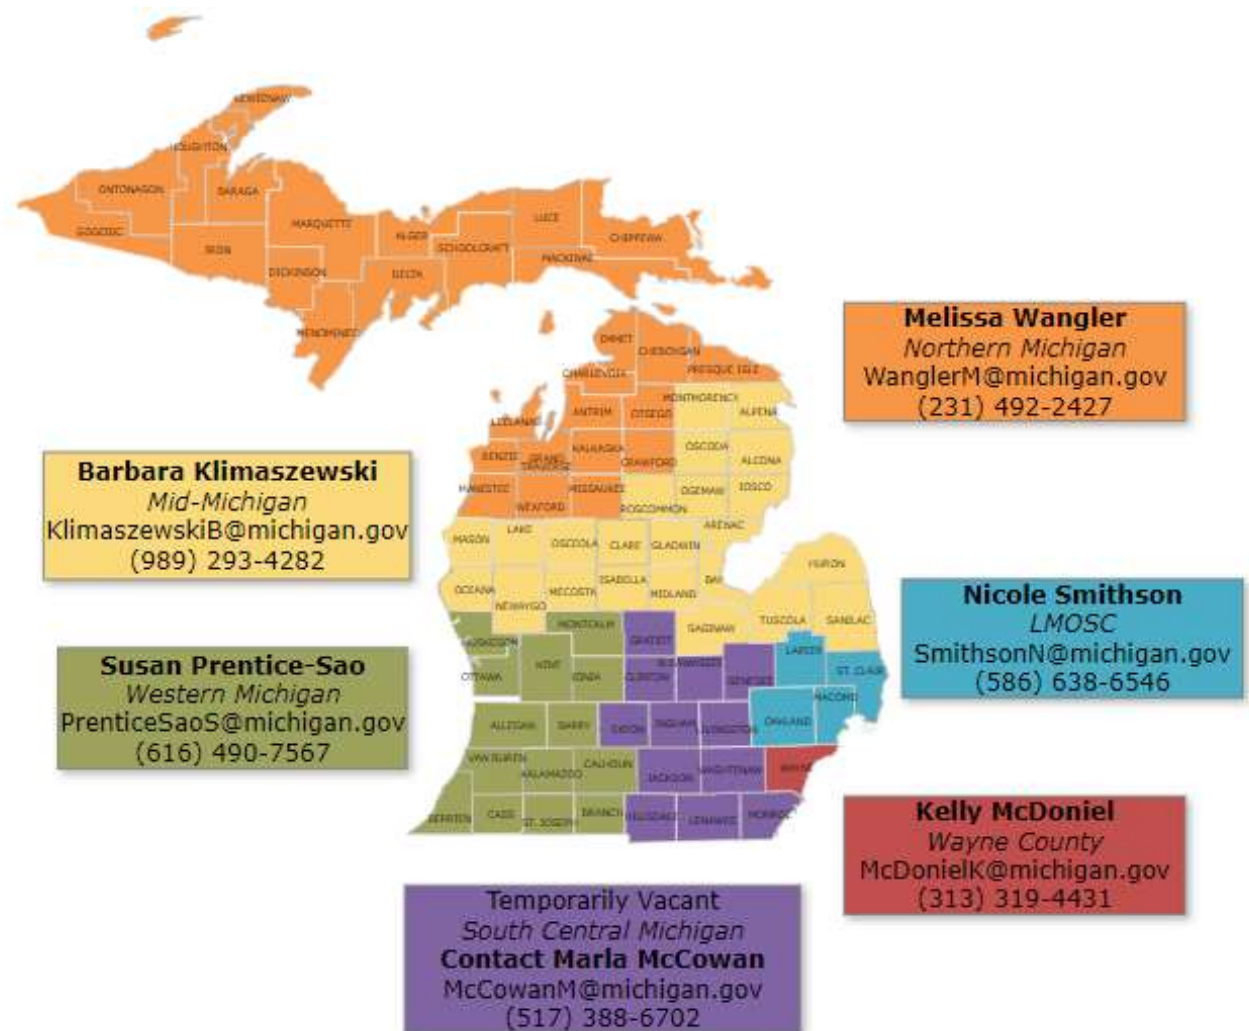 KEWEENAW
HOUGHTON
ONTONAGON
BARAGA
GOGEBIC
IRON
MARQUETTE
DICKINSON
MENOMINEE
ALGER
DELTA
SCHOOLCRAFT
LUCE
CHIPPEWA
MACKINAC
EMMET
CHEBOYGAN
PRESQUE ISLE
CHARLEVOIX
ANTRIM
OTSEGO
MONTMORENCY
ALPENA
LEELANAU
BENZIE
GRAND
TRAVERSE
KALKASKA
CRAWFORD
OSCODA
ALCONA
MANISTEE
WEXFORD
MISSAUKEE
ROSCOMMON
OGEMAW
IOSCO
ARENAC
MASON
LAKE
OSCEOLA
CLARE
GLADWIN
HURON
OCEANA
NEWAYGO
MECOSTA
ISABELLA
MIDLAND
BAY
TUSCOLA
SANILAC
MUSKEGON
MONTCALM
GRATIOT
SAGINAW
LAPEER
ST. CLAIR
OTTAWA
KENT
IONIA
CLINTON
SHIAWASSEE
GENESEE
MACOMB
OAKLAND
ALLEGAN
BARRY
EATON
INGHAM
LIVINGSTON
VAN BUREN
KALAMAZOO
CALHOUN
JACKSON
WASHTENAW
WAYNE
BERRIEN
CASS
ST. JOSEPH
BRANCH
HILLSDALE
LENAWEE
MONROE
Melissa Wangler
Northern Michigan
WanglerM@michigan.gov
(231) 492-2427
Barbara Klimaszewski
Mid-Michigan
KlimaszewskiB@michigan.gov
(989) 293-4282
Nicole Smithson
LMOSC
SmithsonN@michigan.gov
(586) 638-6546
Susan Prentice-Sao
Western Michigan
PrenticeSaoS@michigan.gov
(616) 490-7567
Kelly McDoniel
Wayne County
McDonielK@michigan.gov
(313) 319-4431
Temporarily Vacant
South Central Michigan
Contact Marla McCowan
McCowanM@michigan.gov
(517) 388-6702